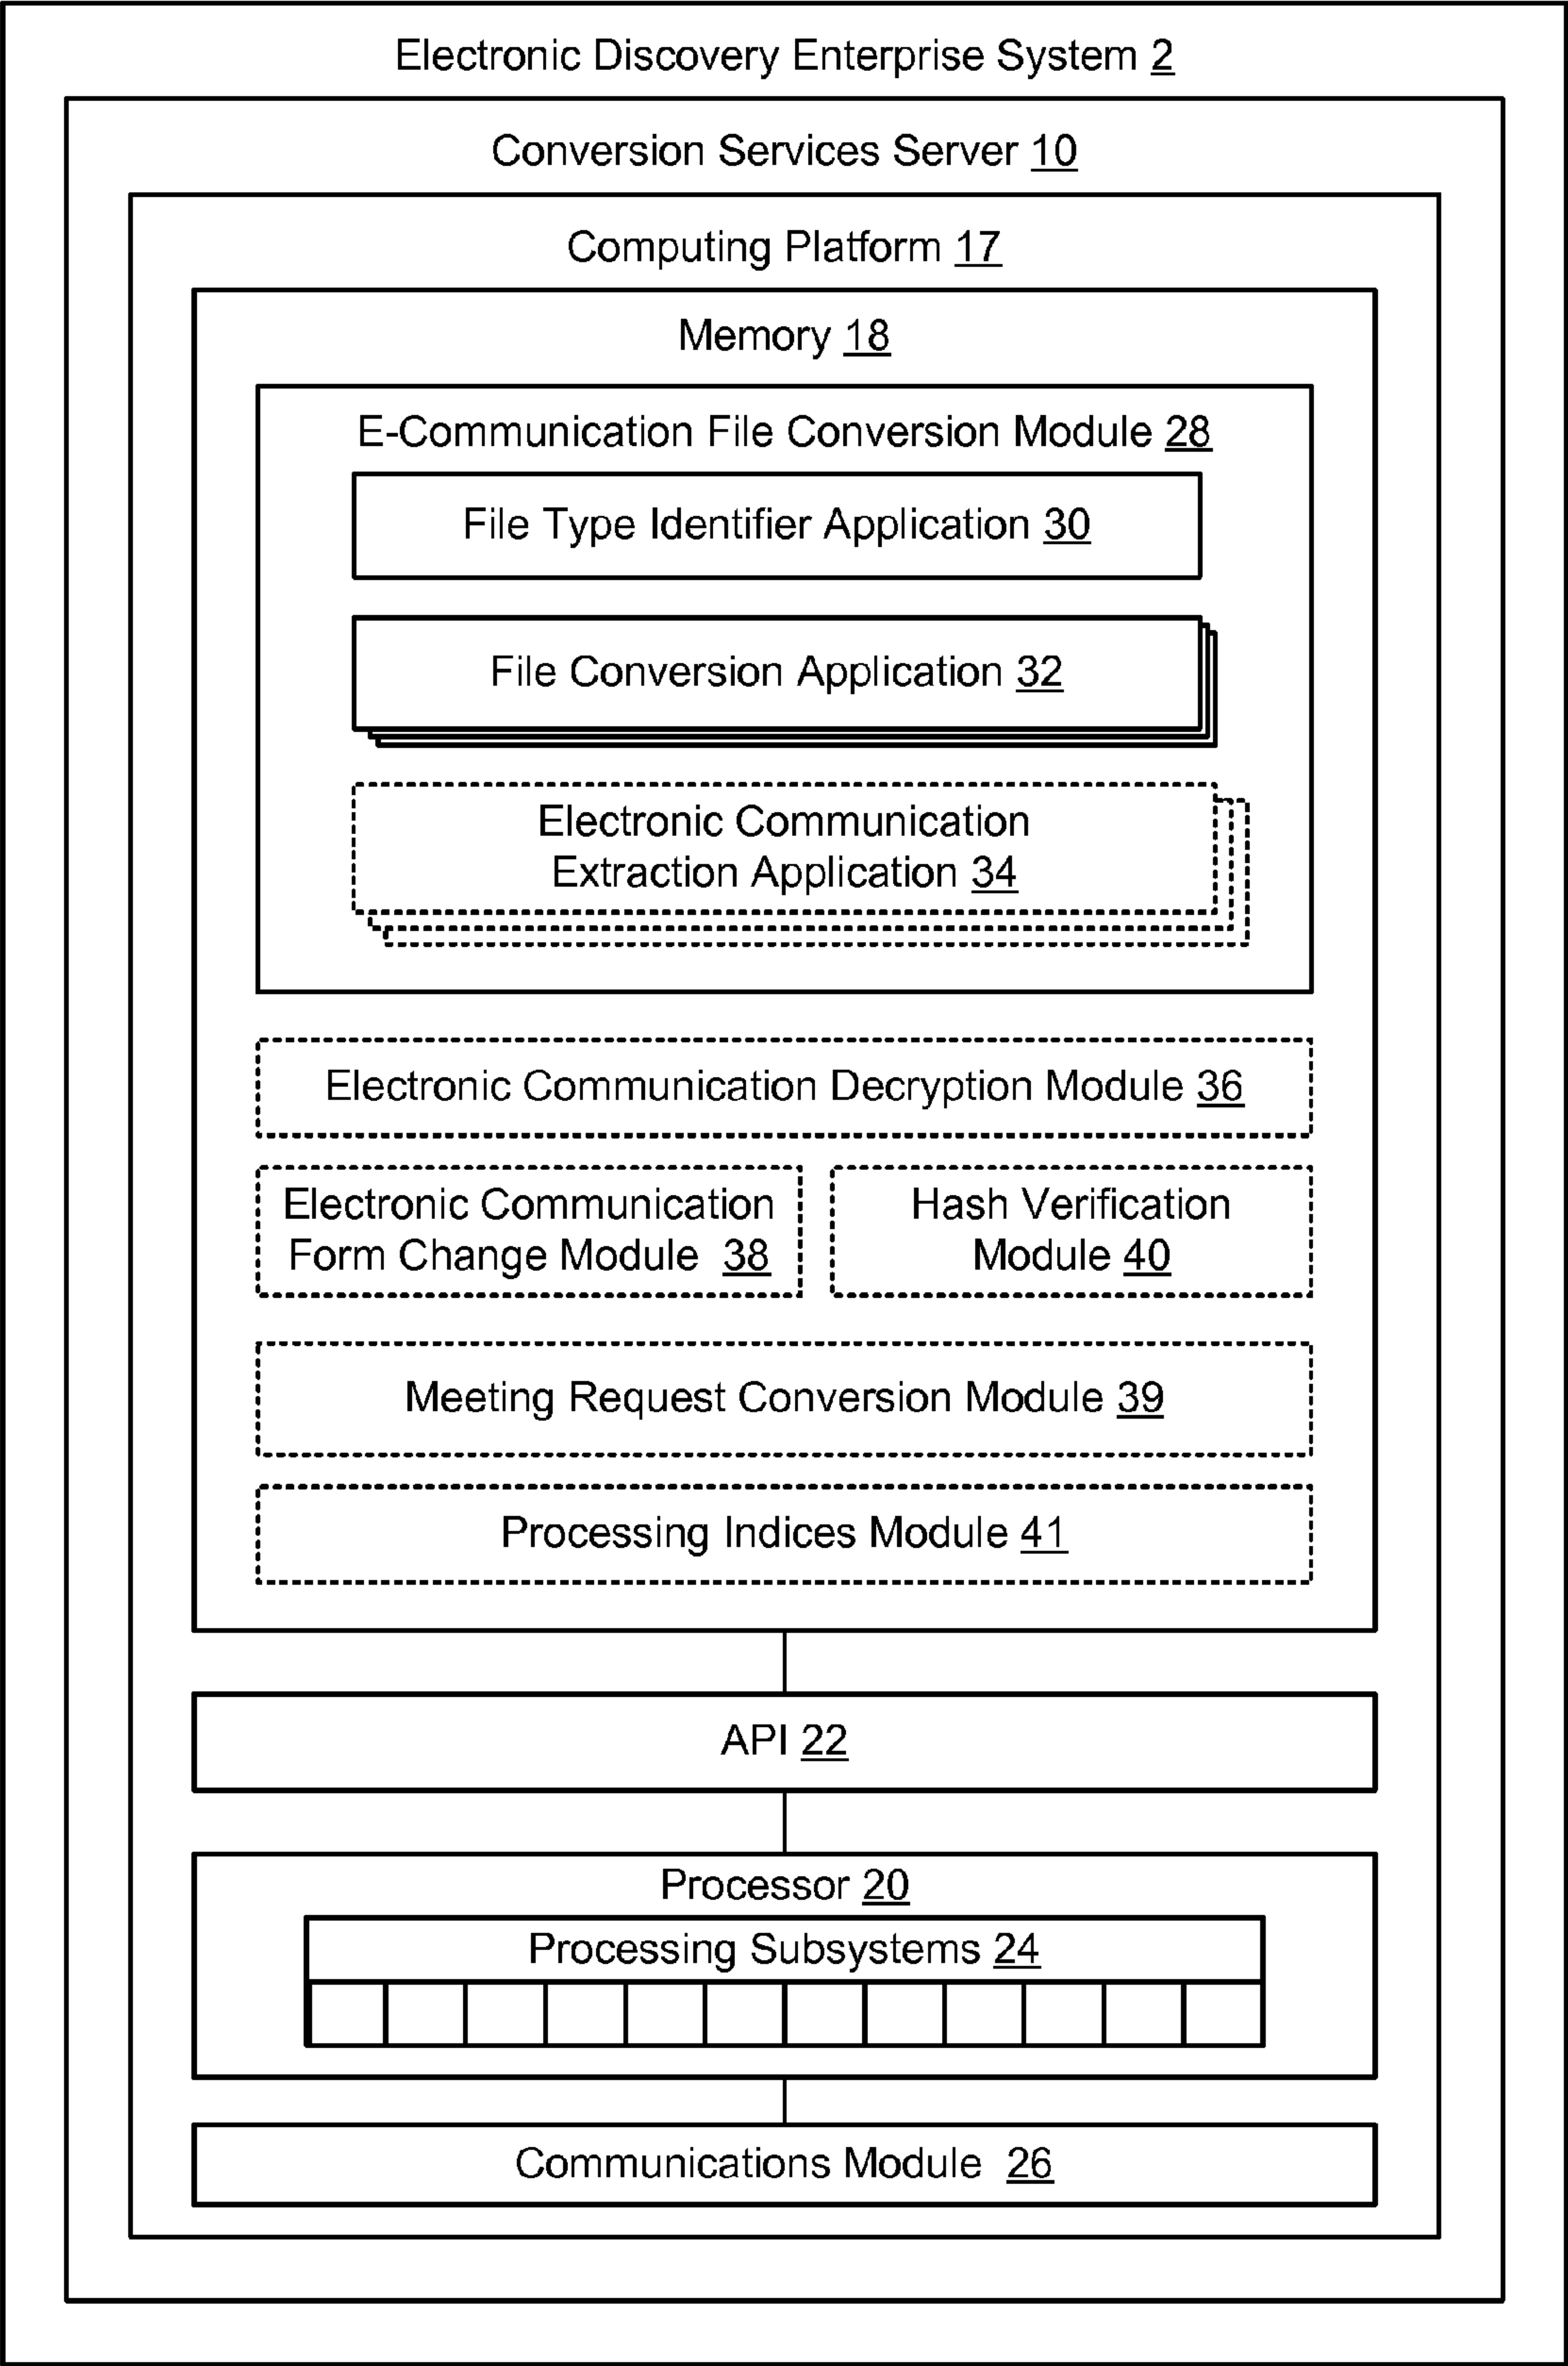 Electronic Discovery Enterprise System 2
Conversion Services Server 10
Computing Platform 17
Memory 18
E-Communication File Conversion Module 28
File Type Identifier Application 30
File Conversion Application 32
Electronic Communication
Extraction Application 34
Electronic Communication Decryption Module 36
Electronic Communication
Form Change Module 38
Hash Verification
Module 40
Meeting Request Conversion Module 39
Processing Indices Module 41
API 22
Processor 20
Processing Subsystems 24
Communications Module 26